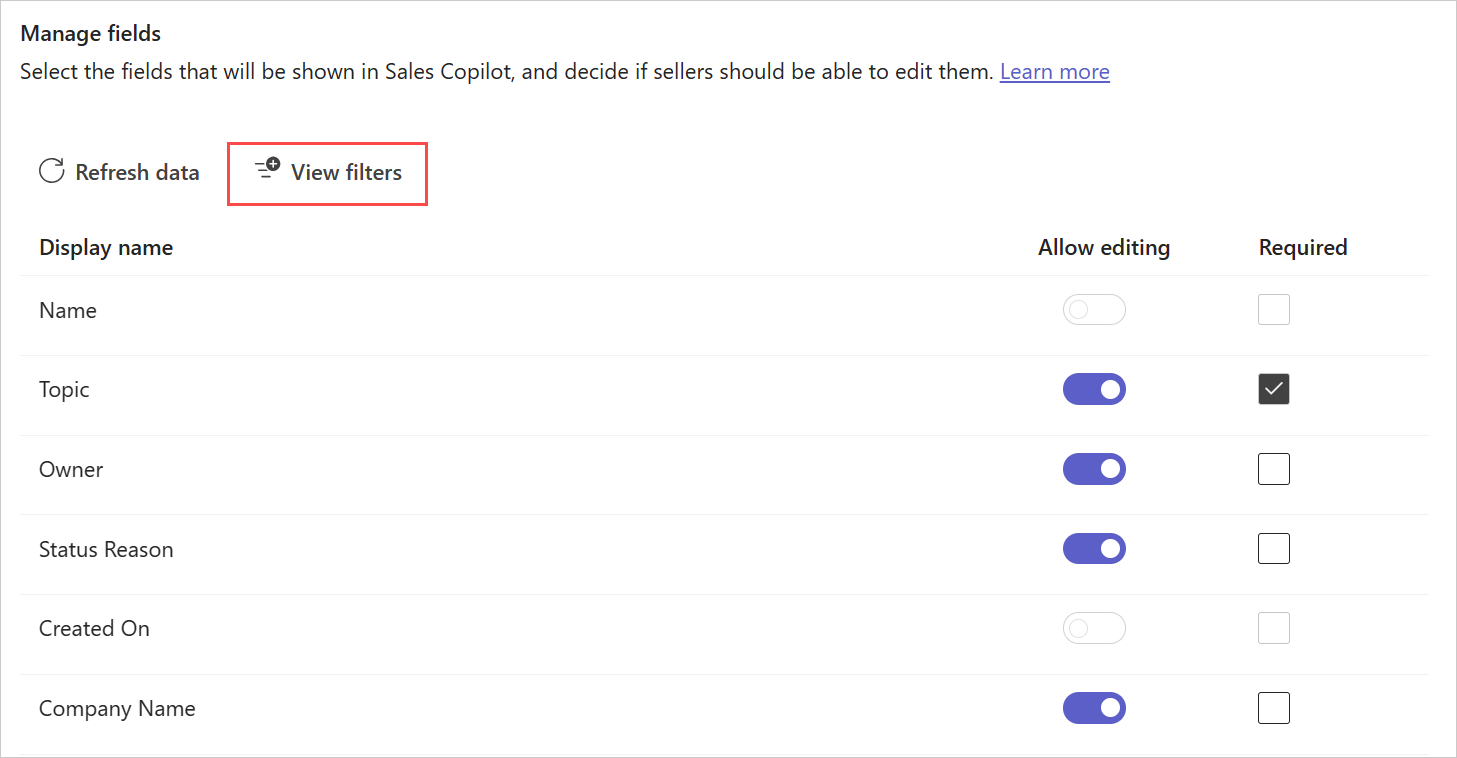 Manage fields
Select the fields that will be shown in Sales Copilot, and decide if sellers should be able to edit them. Learn more
Refresh data View filters
Display name Allow editing Required
Name
Topic
Owner
Status Reason
Created On
Company Name